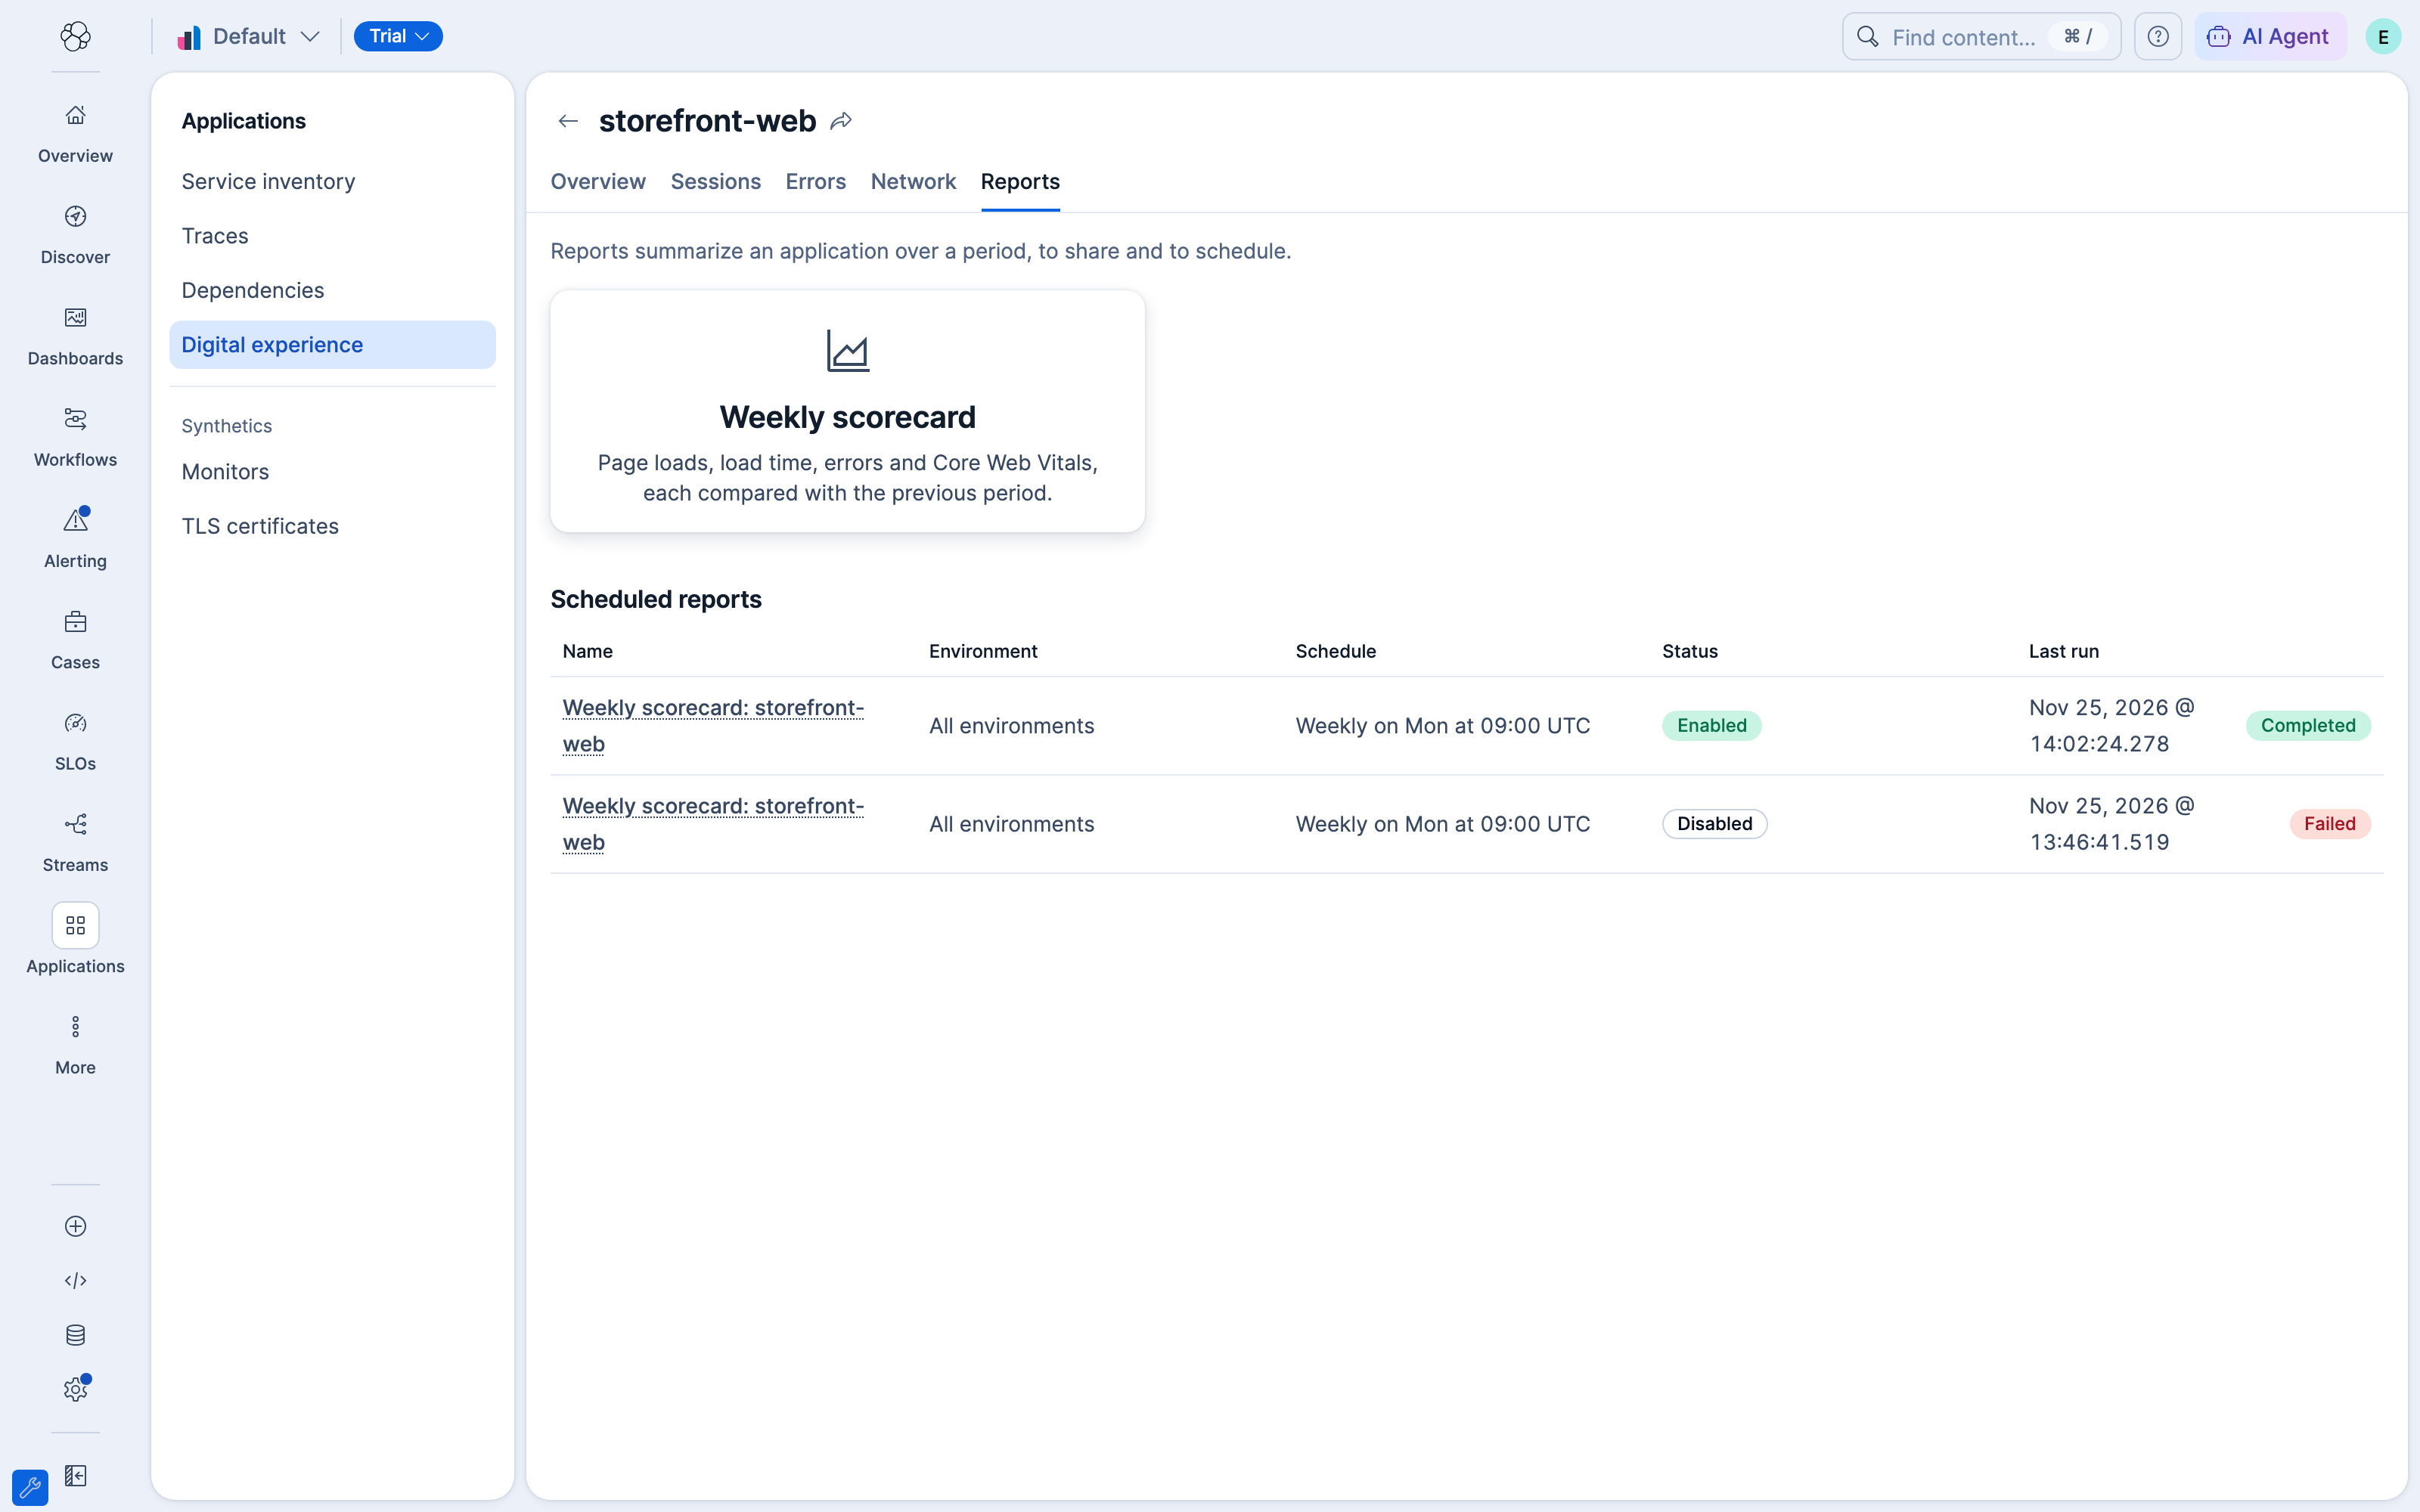 Default
Trial
Find content...
⌘ /
AI Agent
E
Overview
Discover
Dashboards
Workflows
Alerting
Cases
SLOs
Streams
Applications
More
Applications
Service inventory
Traces
Dependencies
Digital experience
Synthetics
Monitors
TLS certificates
storefront-web
Overview Sessions Errors Network Reports
Reports summarize an application over a period, to share and to schedule.
Weekly scorecard
Page loads, load time, errors and Core Web Vitals,
each compared with the previous period.
Scheduled reports
Name Environment Schedule Status Last run
Weekly scorecard: storefront-
web
All environments
Weekly on Mon at 09:00 UTC
Enabled
Nov 25, 2026 @
14:02:24.278
Completed
Weekly scorecard: storefront-
web
All environments
Weekly on Mon at 09:00 UTC
Disabled
Nov 25, 2026 @
13:46:41.519
Failed